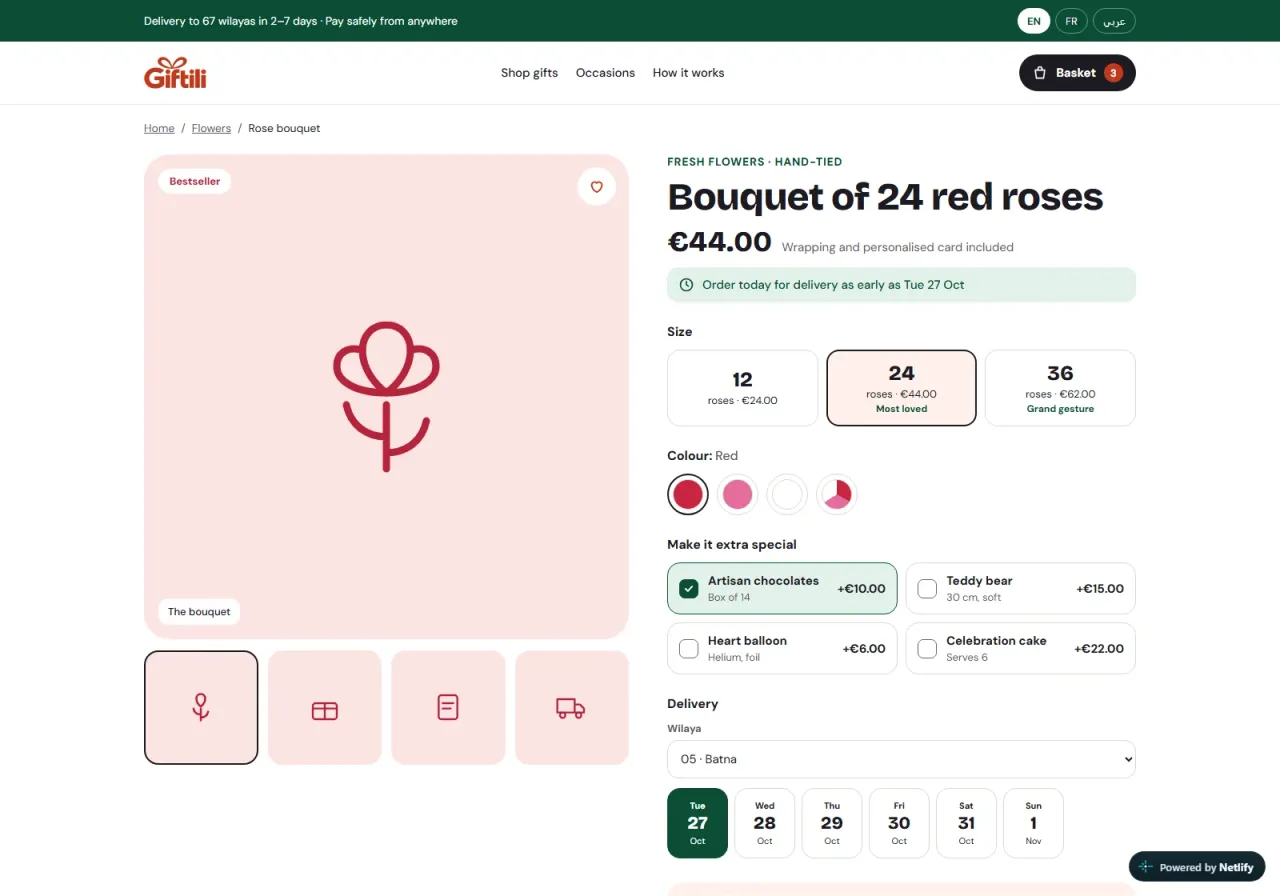 Delivery to 67 wilayas in 2–7 days · Pay safely from anywhere
EN
FR
عربي
Giftili
Shop gifts
Occasions
How it works
Basket 3
Home / Flowers / Rose bouquet
Bestseller
The bouquet
FRESH FLOWERS · HAND-TIED
Bouquet of 24 red roses
€44.00 Wrapping and personalised card included
Order today for delivery as early as Tue 27 Oct
Size
12
roses · €24.00
24
roses · €44.00
Most loved
36
roses · €62.00
Grand gesture
Colour: Red
Make it extra special
Artisan chocolates
Box of 14
+€10.00
Teddy bear
30 cm, soft
+€15.00
Heart balloon
Helium, foil
+€6.00
Celebration cake
Serves 6
+€22.00
Delivery
Wilaya
05 · Batna
Tue
27
Oct
Wed
28
Oct
Thu
29
Oct
Fri
30
Oct
Sat
31
Oct
Sun
1
Nov
Powered by Netlify